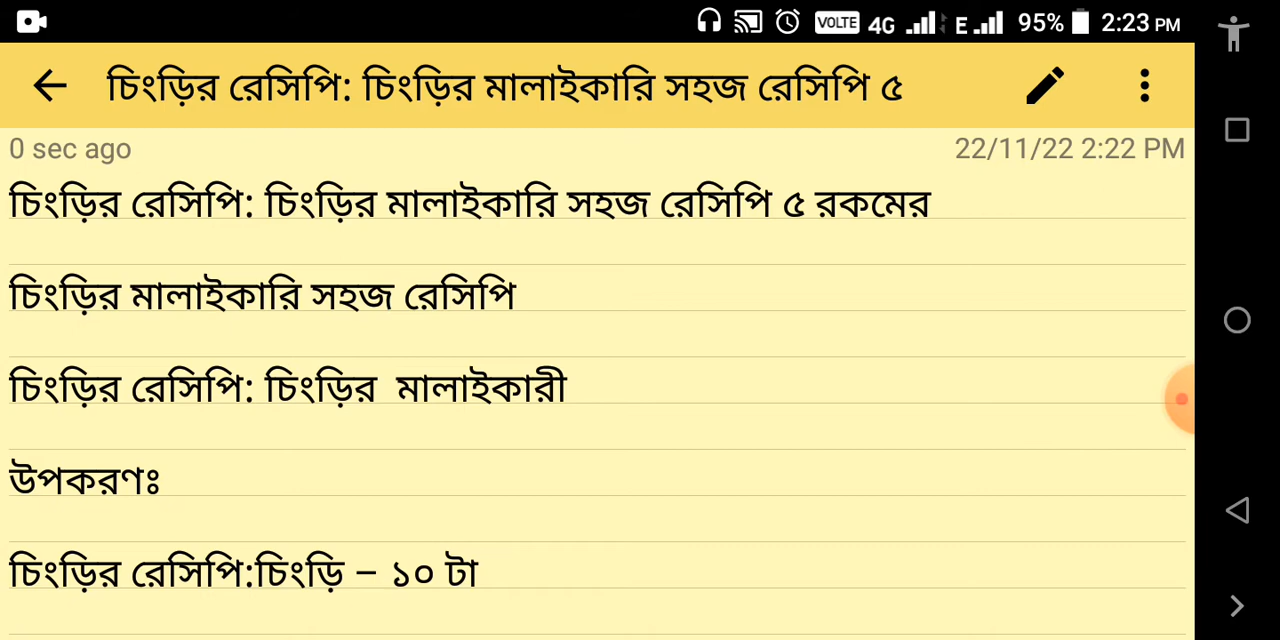 VOLTE 4G E 95% 2:23 PM
চিংড়ির রেসিপি: চিংড়ির মালাইকারি সহজ রেসিপি ৫
0 sec ago 22/11/22 2:22 PM
চিংড়ির রেসিপি: চিংড়ির মালাইকারি সহজ রেসিপি ৫ রকমের
চিংড়ির মালাইকারি সহজ রেসিপি
চিংড়ির রেসিপি: চিংড়ির  মালাইকারী
উপকরণঃ
চিংড়ির রেসিপি:চিংড়ি – ১০ টা